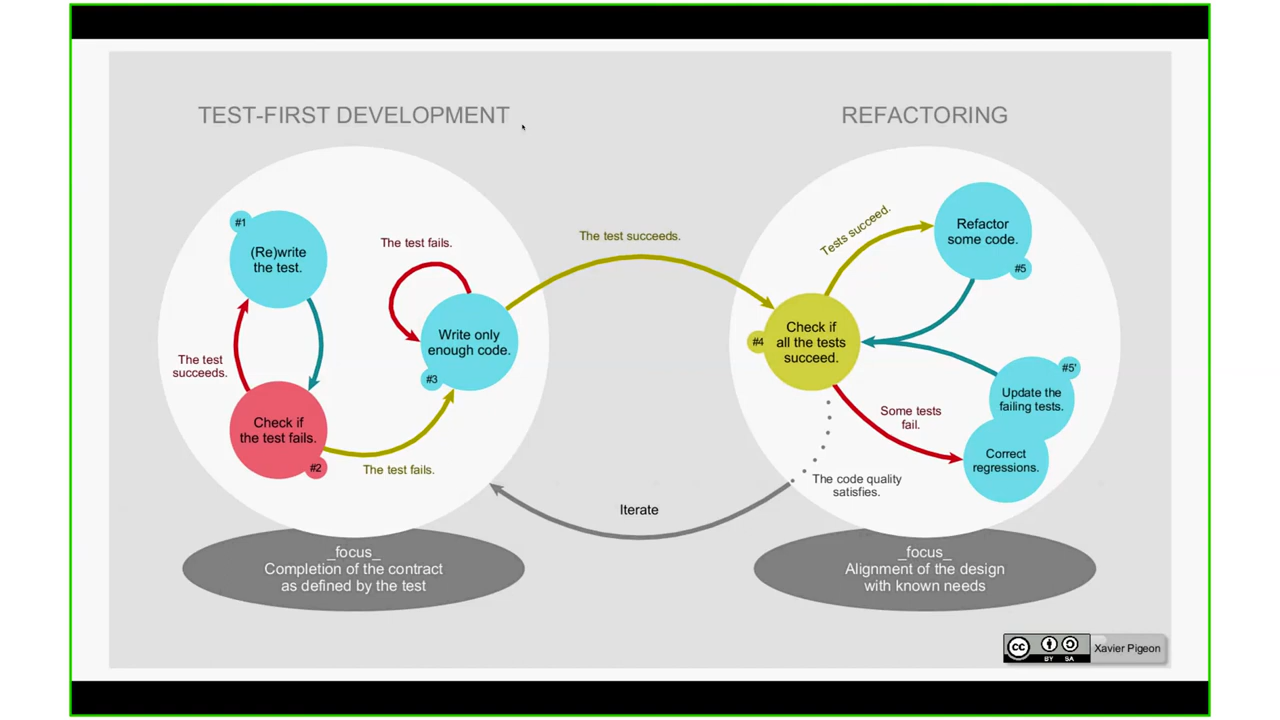 TEST-FIRST DEVELOPMENT
REFACTORING
#1
(Re)write
the test.
The test
succeeds.
Check if
the test fails.
#2
The test fails.
The test fails.
Write only
enough code.
#3
The test succeeds.
Iterate
_focus_
Completion of the contract
as defined by the test
Tests succeed.
Refactor
some code.
#5
#4
Check if
all the tests
succeed.
#5'
Update the
failing tests.
Some tests
fail.
Correct
regressions.
The code quality
satisfies.
_focus_
Alignment of the design
with known needs
cc
BY SA
Xavier Pigeon